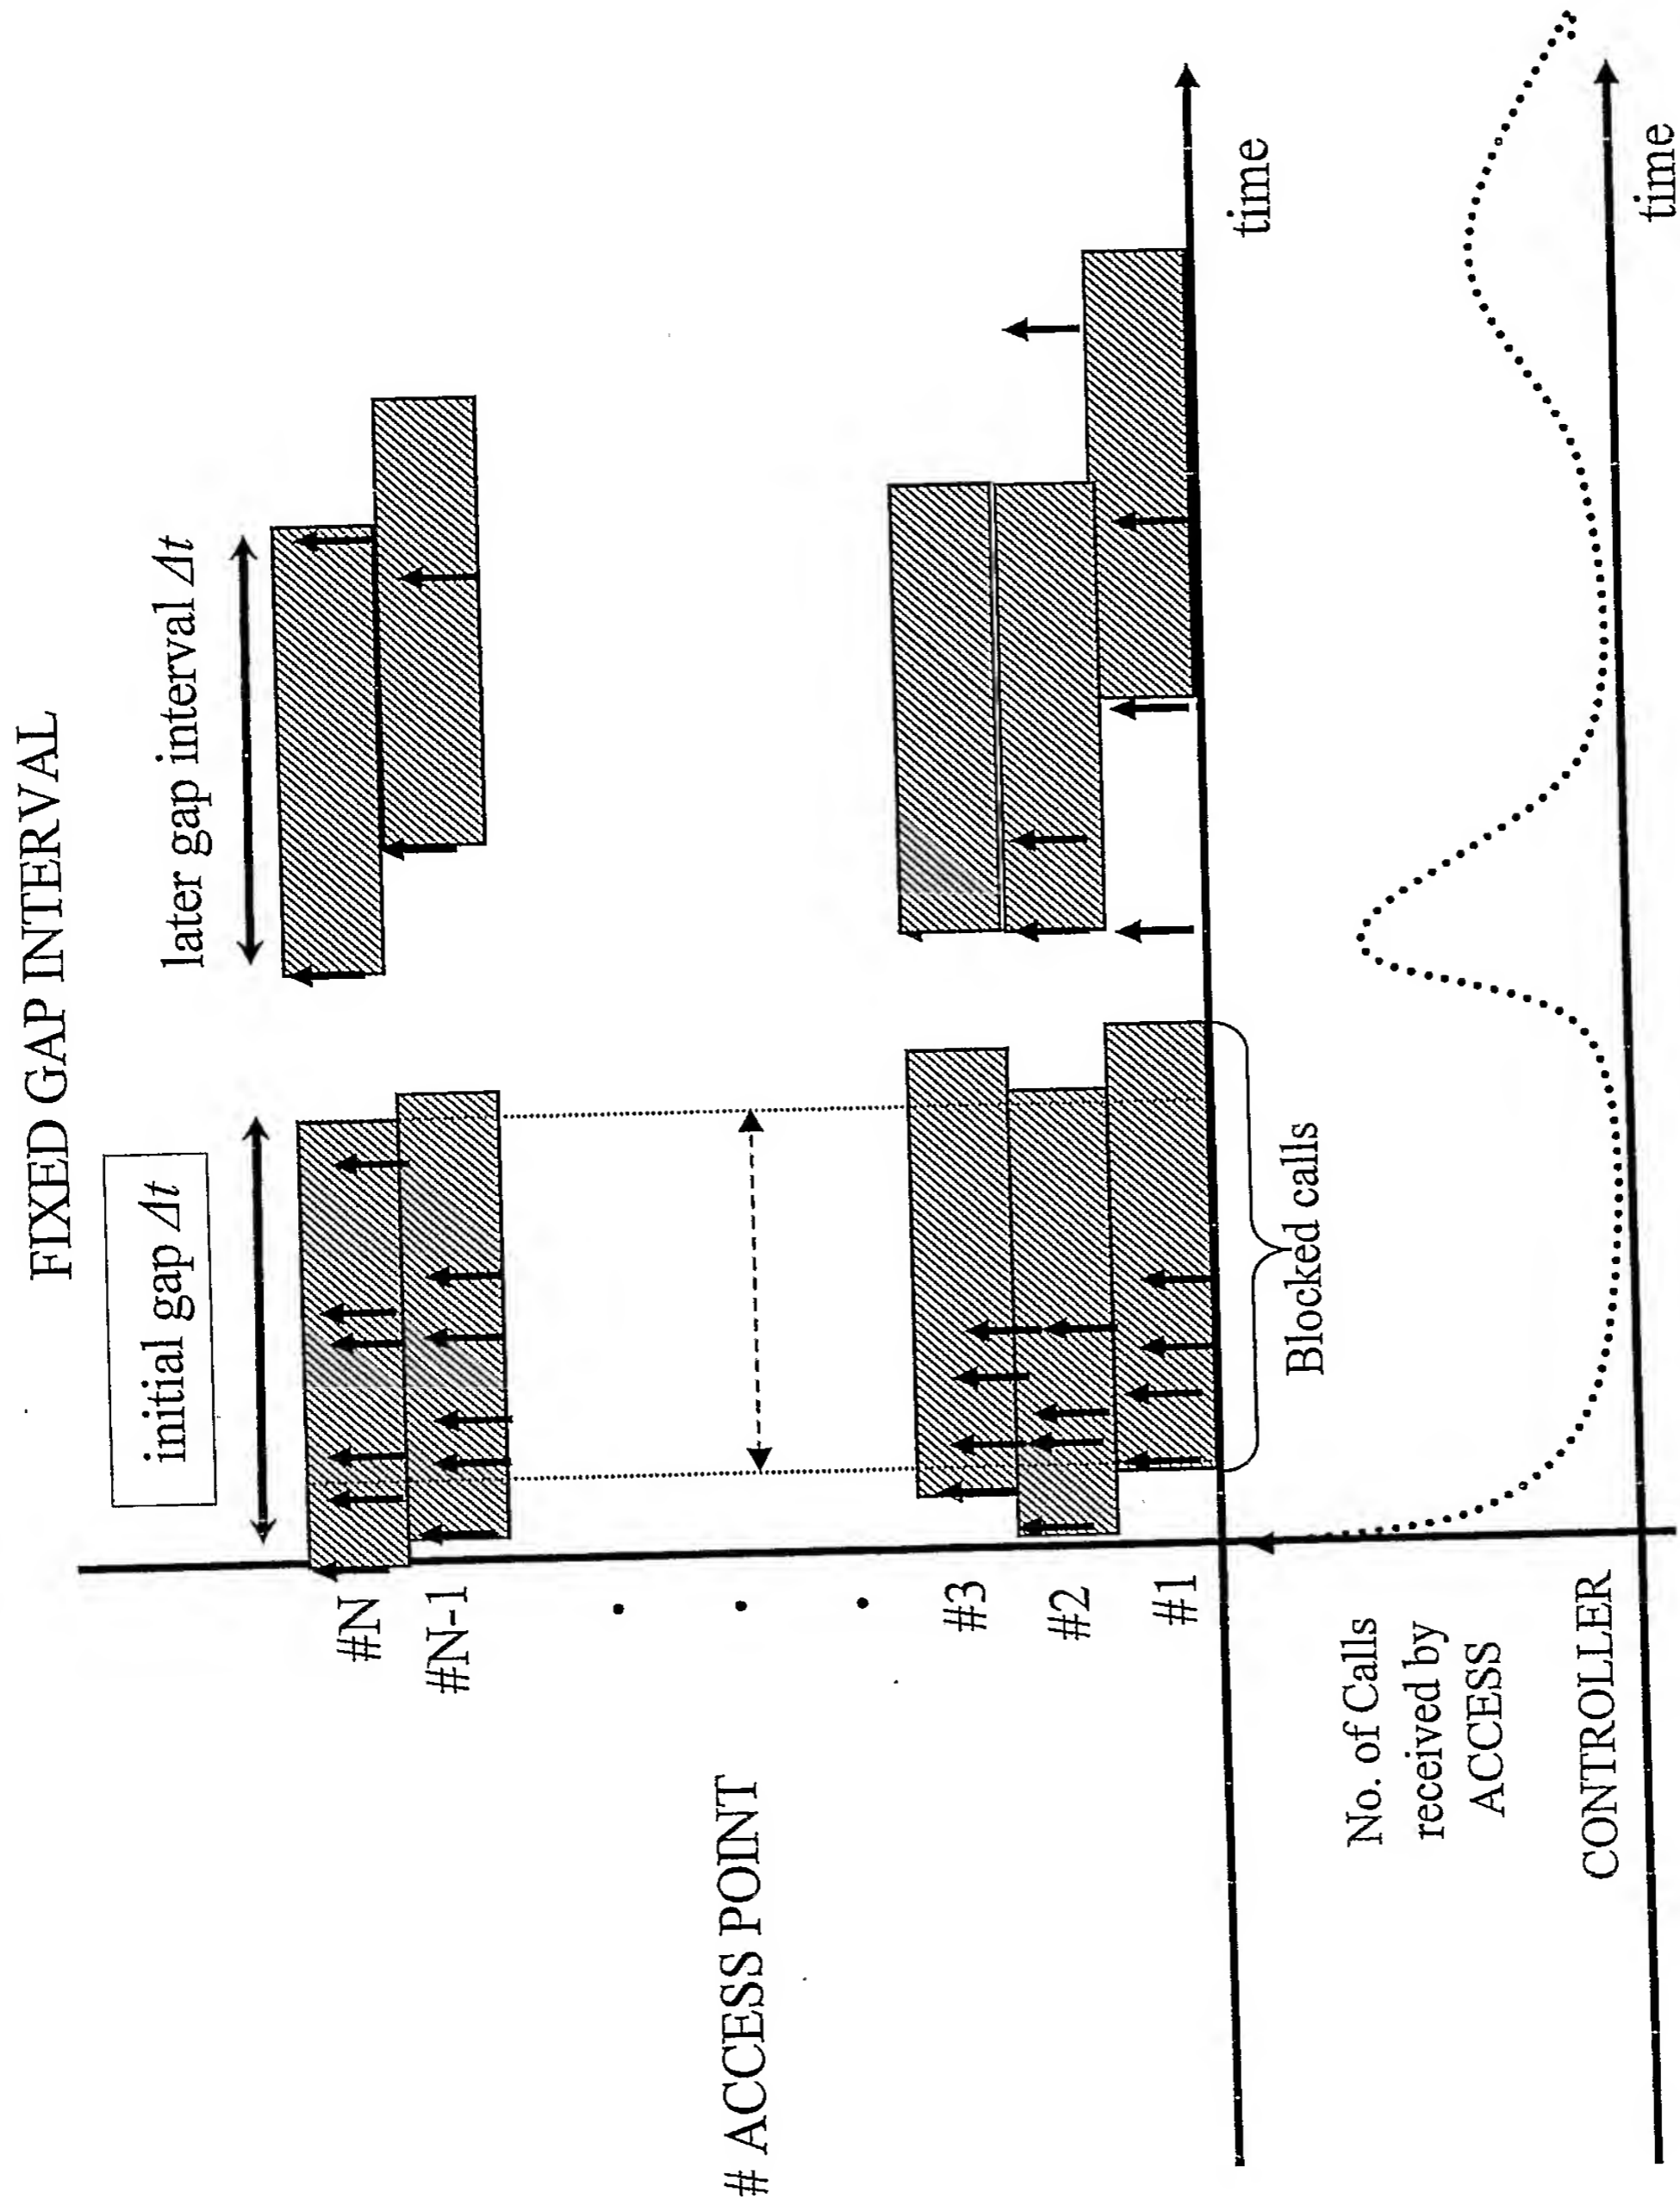 FIXED GAP INTERVAL
initial gap Δt
later gap interval Δt
#N
#N-1
#3
#2
#1
# ACCESS POINT
time
Blocked calls
No. of Calls
received by
ACCESS
CONTROLLER
time